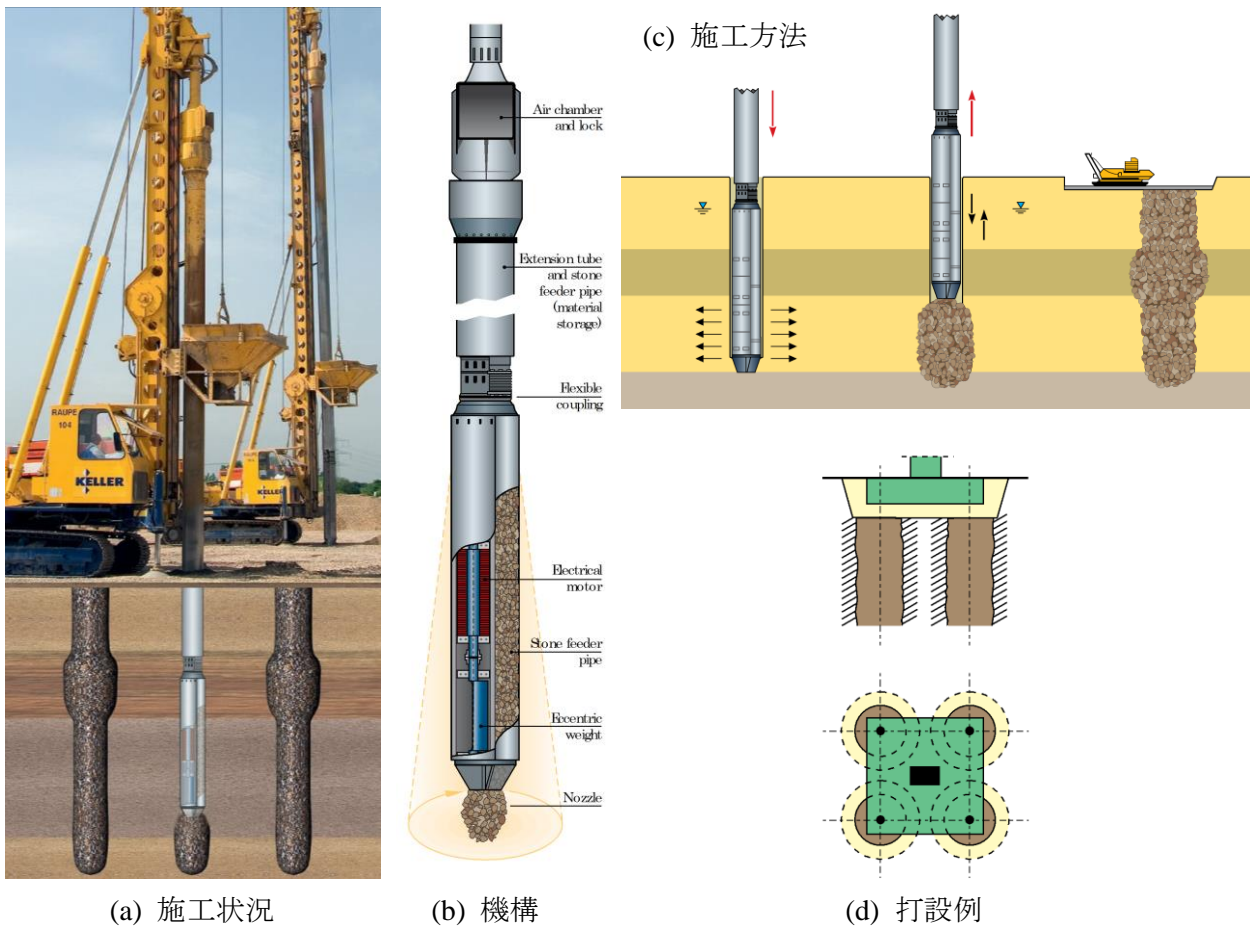 RAUPE
104
KELLER
KELLER
(a) 施工状況
Air chamber
and lock
Extension tube
and stone
feeder pipe
(material
storage)
Flexible
coupling
Electrical
motor
Stone feeder
pipe
Eccentric
weight
Nozzle
(b) 機構
(c) 施工方法
(d) 打設例